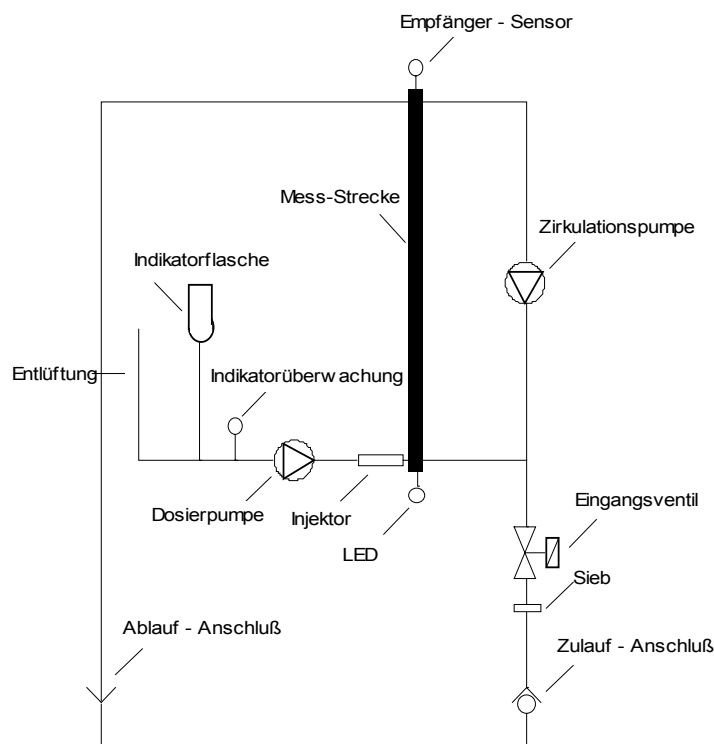 Empfänger - Sensor
Mess-Strecke
Zirkulationspumpe
Indikatorflasche
Entlüftung
Indikatorüberwachung
Dosierpumpe
Injektor
LED
Eingangsventil
Sieb
Ablauf - Anschluß
Zulauf - Anschluß